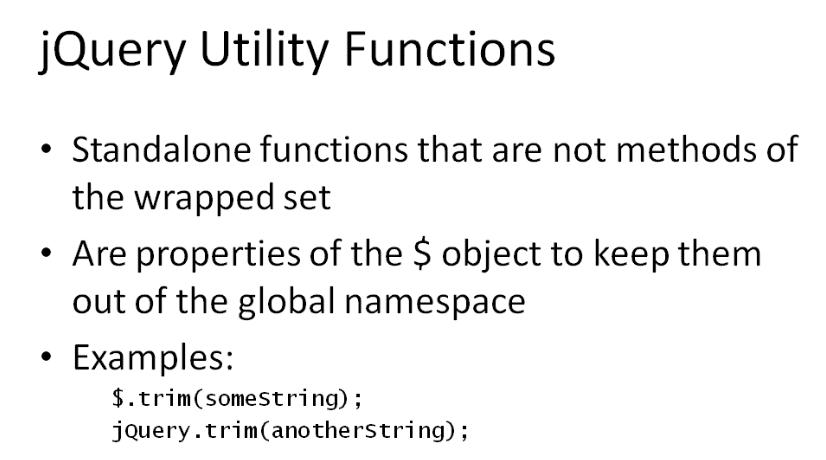 jQuery Utility Functions
• Standalone functions that are not methods of
the wrapped set
• Are properties of the $ object to keep them
out of the global namespace
• Examples:
$.trim(someString);
jQuery.trim(anotherString);